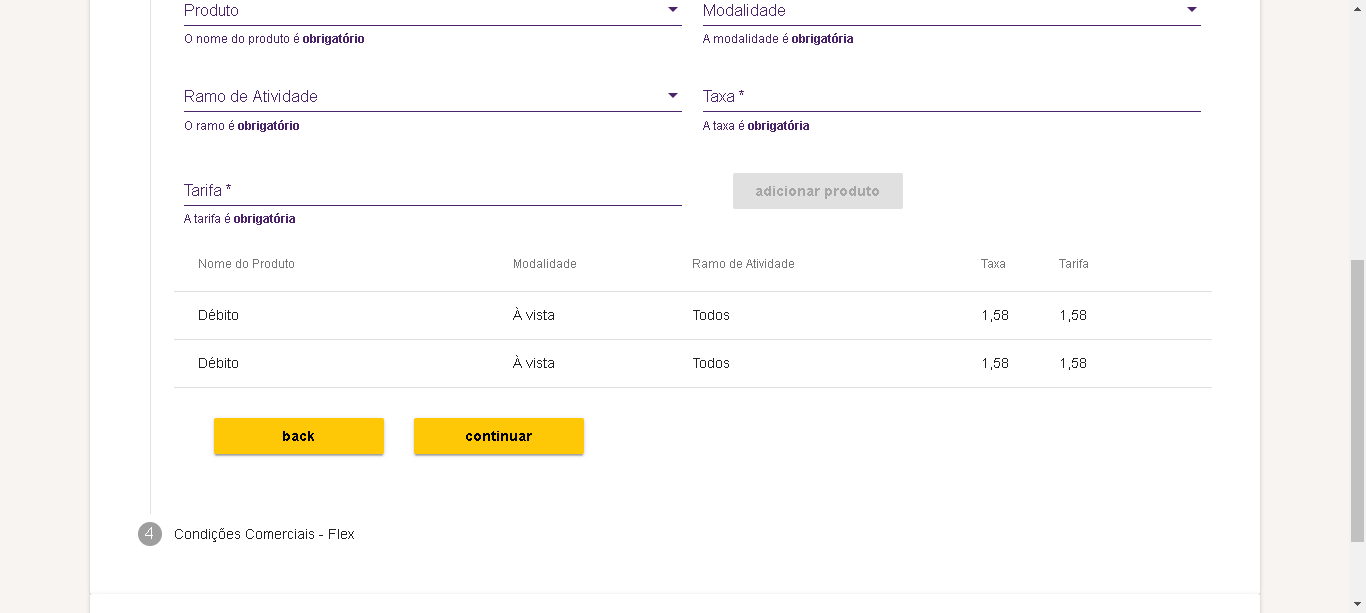 Produto
Modalidade
O nome do produto é obrigatório
A modalidade é obrigatória
Ramo de Atividade
Taxa *
O ramo é obrigatório
A taxa é obrigatória
Tarifa *
adicionar produto
A tarifa é obrigatória
Nome do Produto Modalidade Ramo de Atividade Taxa Tarifa
Débito À vista Todos 1,58 1,58
Débito À vista Todos 1,58 1,58
back
continuar
4 Condições Comerciais - Flex